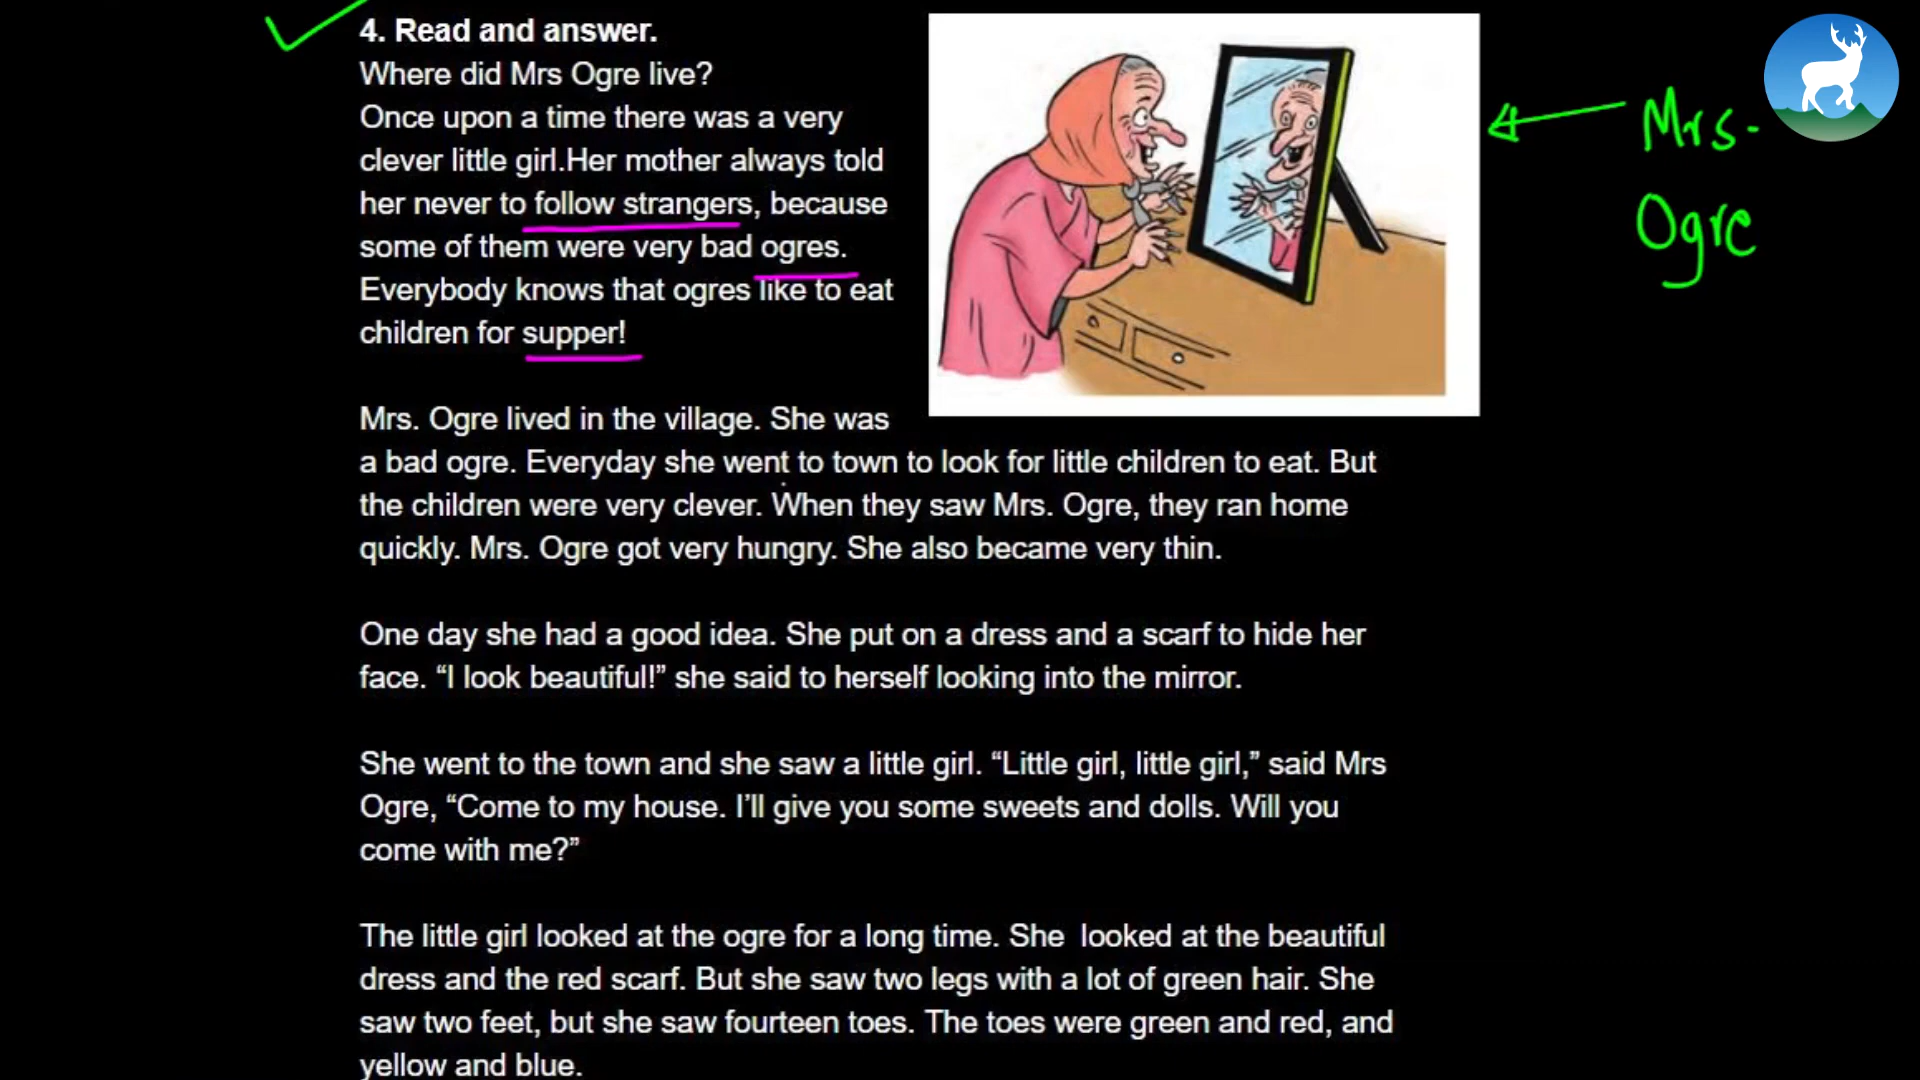 4. Read and answer.
Where did Mrs Ogre live?
Once upon a time there was a very
clever little girl.Her mother always told
her never to follow strangers, because
some of them were very bad ogres.
Everybody knows that ogres like to eat
children for supper!
Mrs-
Ogre
Mrs. Ogre lived in the village. She was
a bad ogre. Everyday she went to town to look for little children to eat. But
the children were very clever. When they saw Mrs. Ogre, they ran home
quickly. Mrs. Ogre got very hungry. She also became very thin.
One day she had a good idea. She put on a dress and a scarf to hide her
face. “I look beautiful!” she said to herself looking into the mirror.
She went to the town and she saw a little girl. “Little girl, little girl,” said Mrs
Ogre, “Come to my house. I’ll give you some sweets and dolls. Will you
come with me?”
The little girl looked at the ogre for a long time. She  looked at the beautiful
dress and the red scarf. But she saw two legs with a lot of green hair. She
saw two feet, but she saw fourteen toes. The toes were green and red, and
yellow and blue.